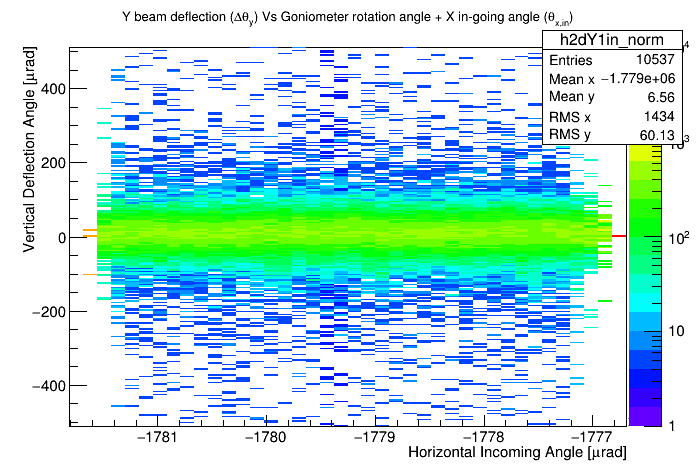 Y beam deflection (Δθy) Vs Goniometer rotation angle + X in-going angle (θx,in)
h2dY1in_norm
Entries 10537
Mean x −1.779e+06
Mean y 6.56
RMS x 1434
RMS y 60.13
Vertical Deflection Angle [μrad]
400
200
0
−200
−400
−1781
−1780
−1779
−1778
−1777
Horizontal Incoming Angle [μrad]
4
10³
10²
10
1